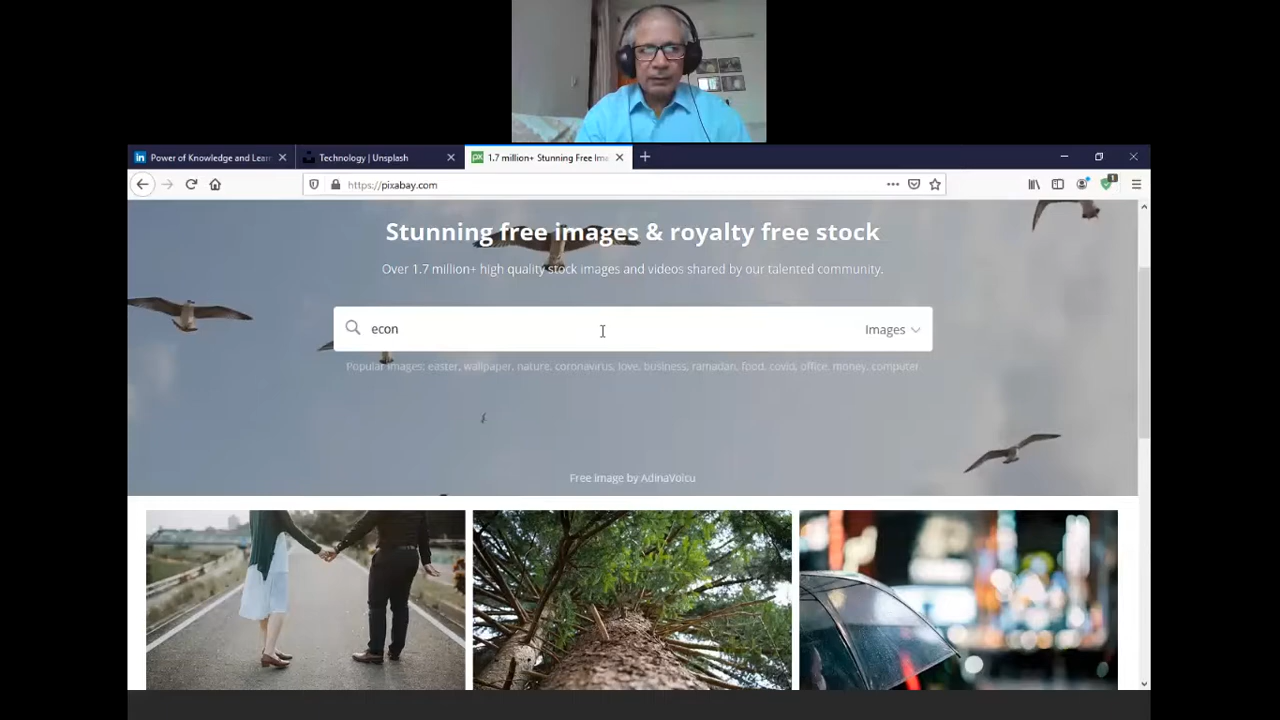 Power of Knowledge and Lear
Technology | Unsplash
1.7 million+ Stunning Free Ima
https://pixabay.com
1
Stunning free images & royalty free stock
Over 1.7 million+ high quality stock images and videos shared by our talented community.
econ
Images
Popular Images: easter, wallpaper, nature, coronavirus, love, business, ramadan, food, covid, office, money, computer
Free image by AdinaVoicu